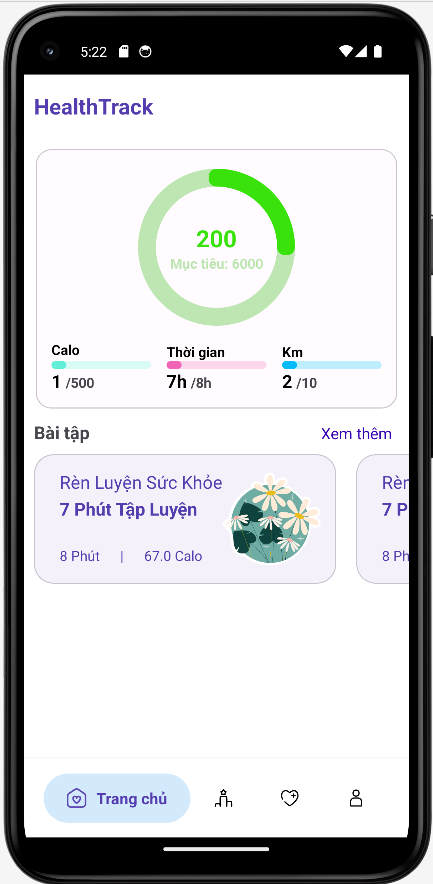 5:22
HealthTrack
200
Mục tiêu: 6000
Calo
Thời gian
Km
1 /500
7h /8h
2 /10
Bài tập
Xem thêm
Rèn Luyện Sức Khỏe
7 Phút Tập Luyện
8 Phút | 67.0 Calo
Rèn
7 P
8 Ph
Trang chủ